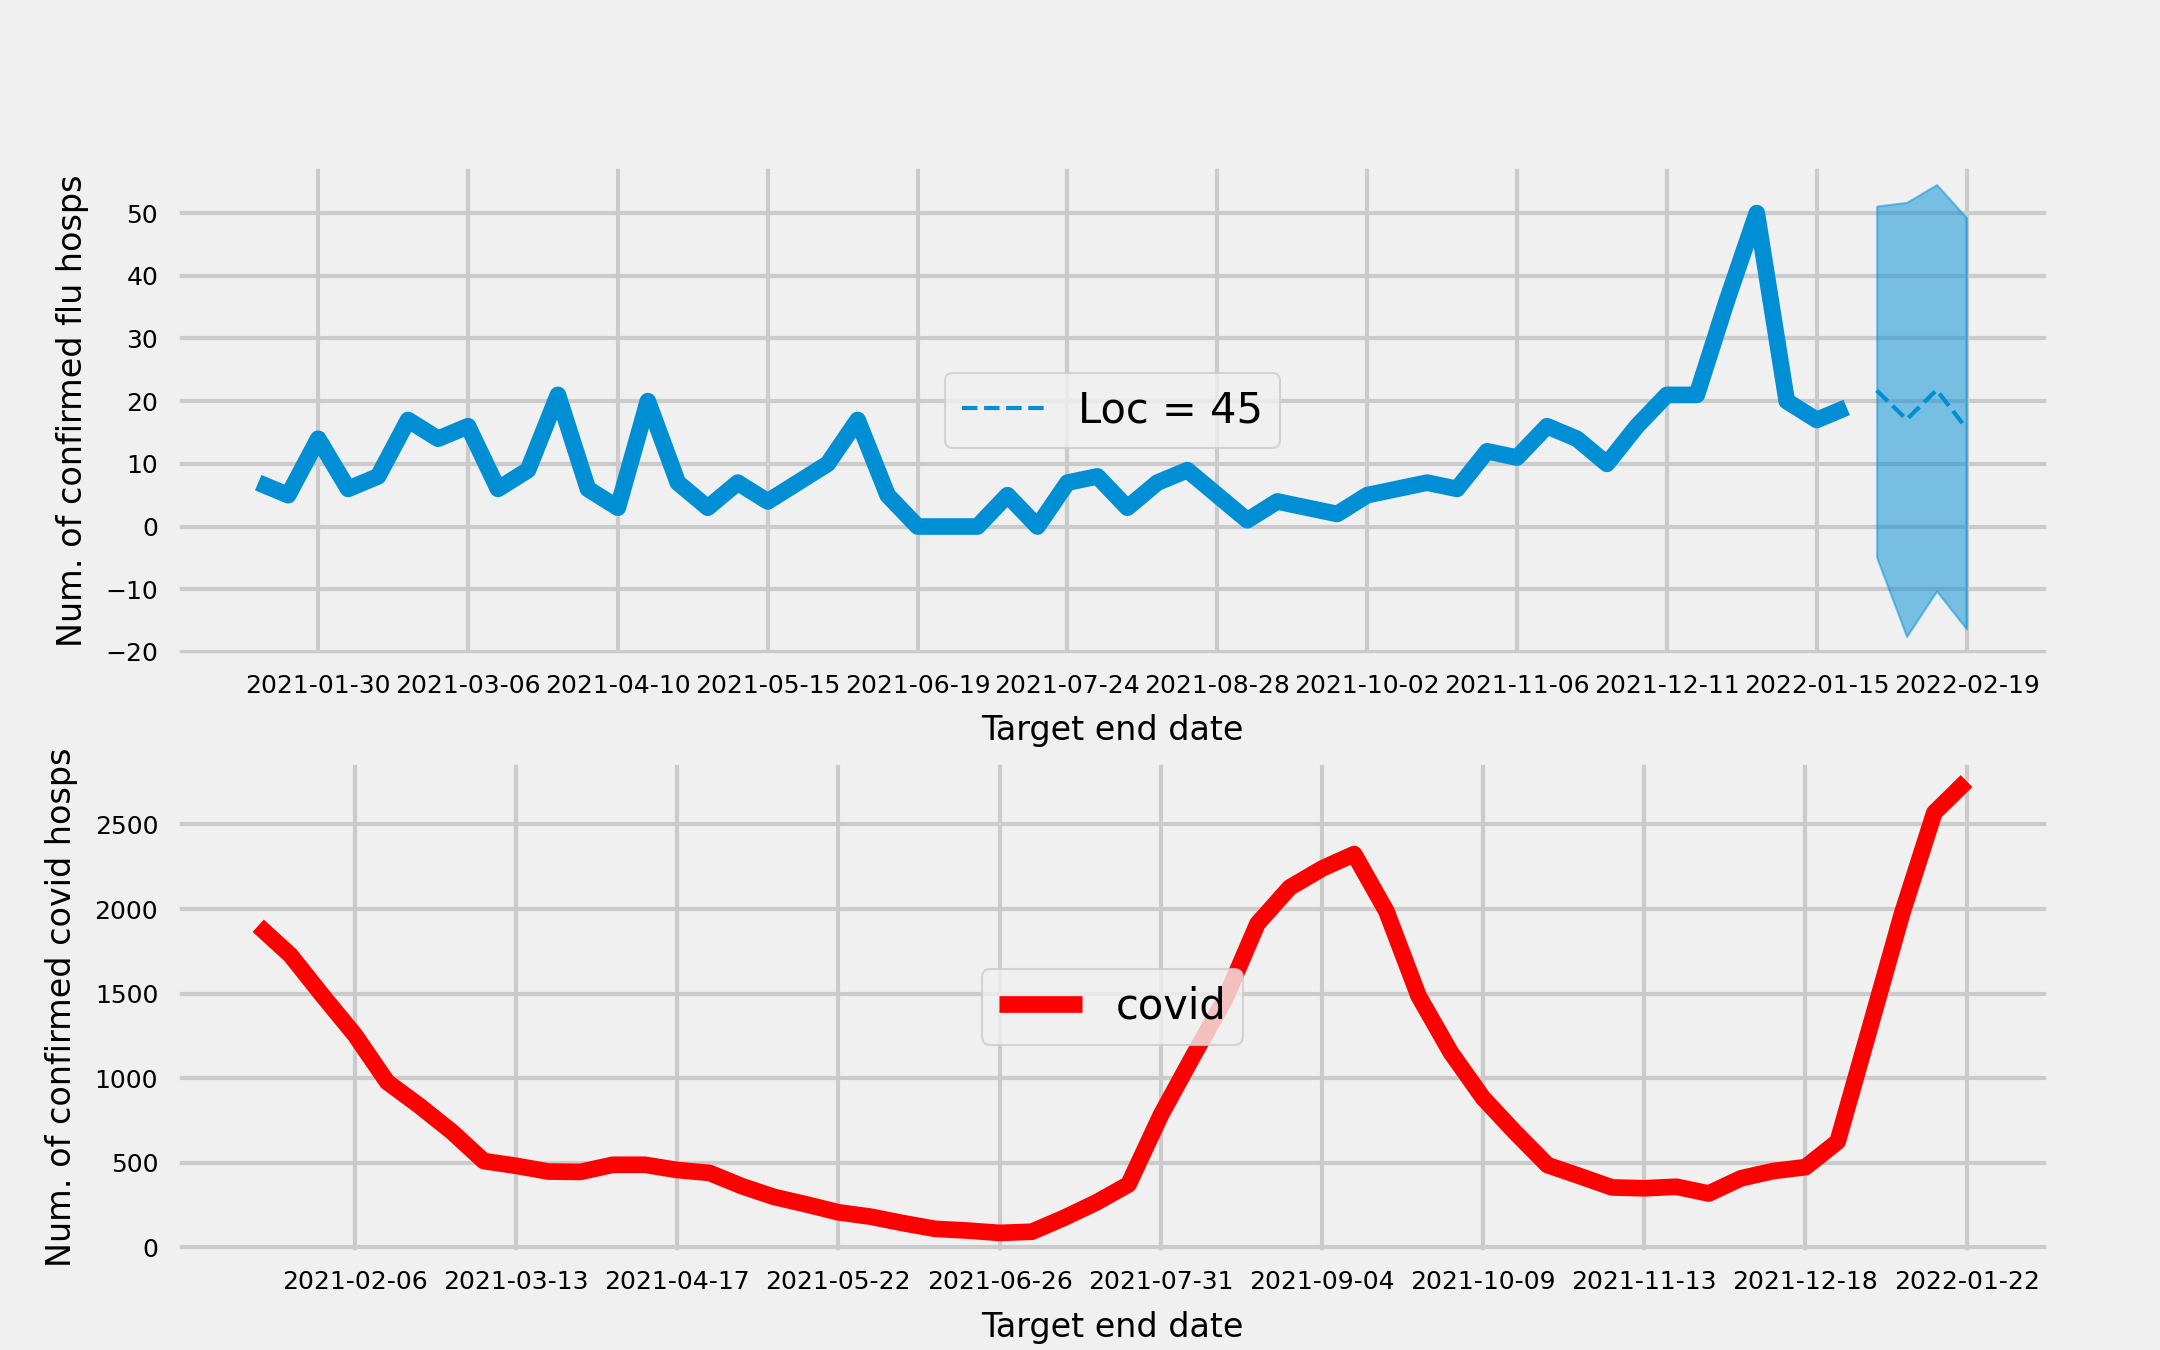 Num. of confirmed flu hosps
50
40
30
20
10
0
−10
−20
Loc = 45
2021-01-30 2021-03-06 2021-04-10 2021-05-15 2021-06-19 2021-07-24 2021-08-28 2021-10-02 2021-11-06 2021-12-11 2022-01-15 2022-02-19
Target end date
Num. of confirmed covid hosps
2500
2000
1500
1000
500
0
covid
2021-02-06 2021-03-13 2021-04-17 2021-05-22 2021-06-26 2021-07-31 2021-09-04 2021-10-09 2021-11-13 2021-12-18 2022-01-22
Target end date